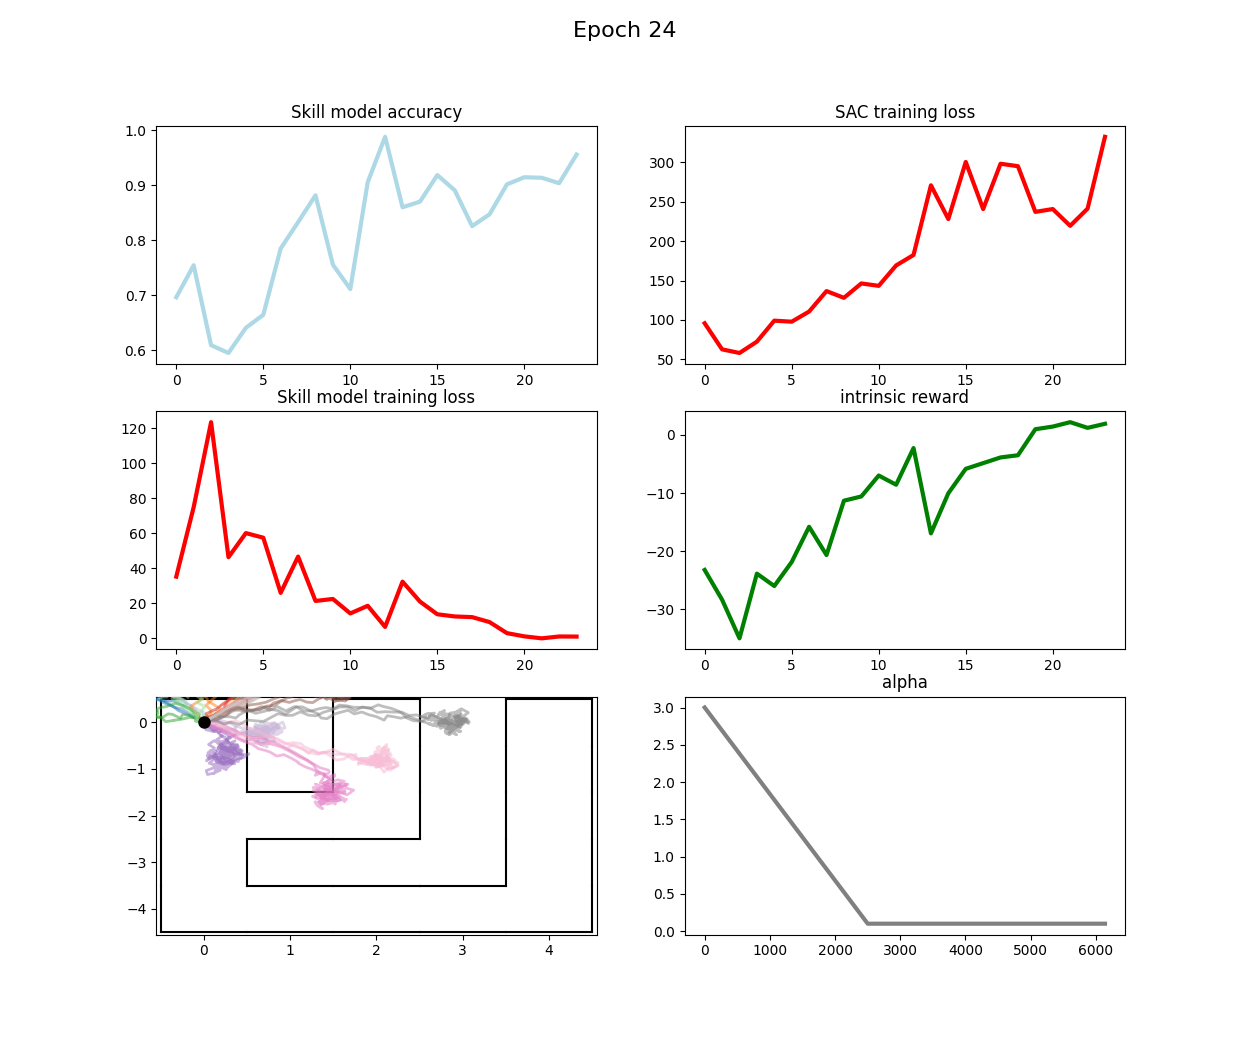 Epoch 24
Skill model accuracy
1.0
0.9
0.8
0.7
0.6
0 5 10 15 20
SAC training loss
300
250
200
150
100
50
0 5 10 15 20
Skill model training loss
120
100
80
60
40
20
0
0 5 10 15 20
intrinsic reward
0
−10
−20
−30
0 5 10 15 20
0
−1
−2
−3
−4
0 1 2 3 4
alpha
3.0
2.5
2.0
1.5
1.0
0.5
0.0
0 1000 2000 3000 4000 5000 6000